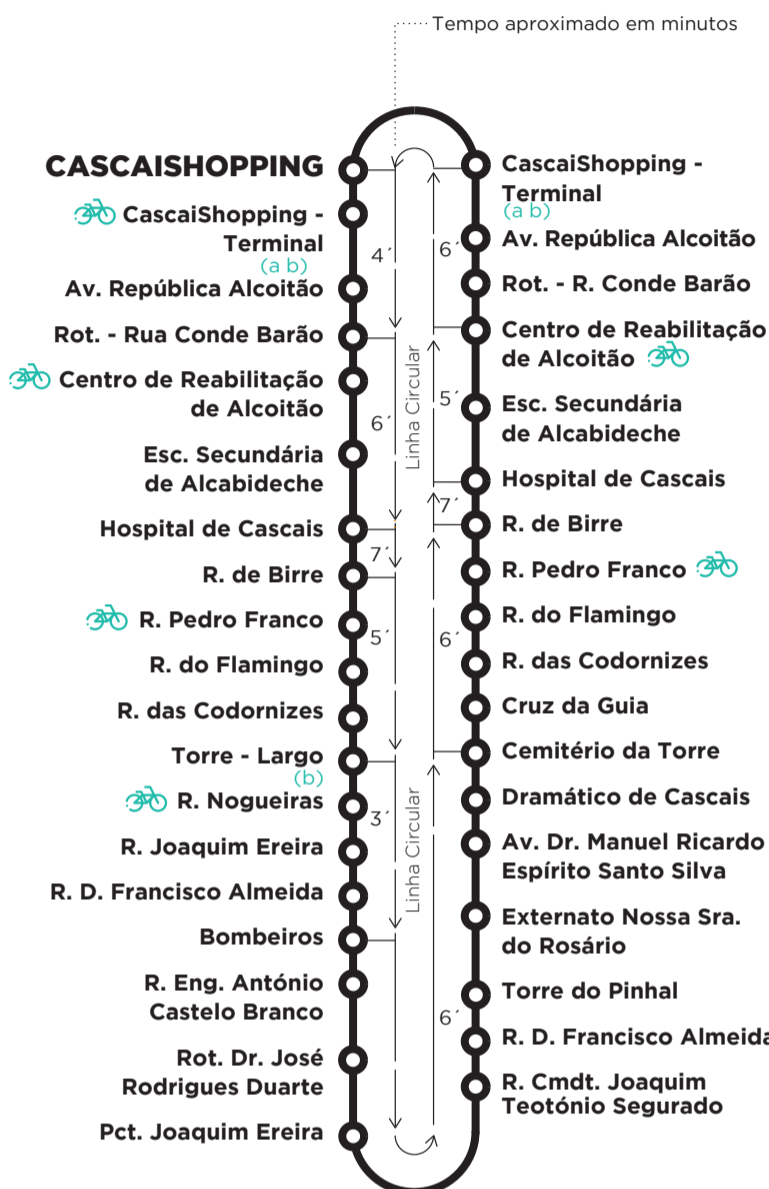 Tempo aproximado em minutos
CASCAISHOPPING
CascaiShopping -
Terminal
(a b)
Av. República Alcoitão
Rot. - Rua Conde Barão
Centro de Reabilitação
de Alcoitão
Esc. Secundária
de Alcabideche
Hospital de Cascais
R. de Birre
R. Pedro Franco
R. do Flamingo
R. das Codornizes
Torre - Largo
(b)
R. Nogueiras
R. Joaquim Ereira
R. D. Francisco Almeida
Bombeiros
R. Eng. António
Castelo Branco
Rot. Dr. José
Rodrigues Duarte
Pct. Joaquim Ereira
4´
6´
7´
5´
3´
Linha Circular
Linha Circular
6´
5´
7´
6´
6´
CascaiShopping -
Terminal
(a b)
Av. República Alcoitão
Rot. - R. Conde Barão
Centro de Reabilitação
de Alcoitão
Esc. Secundária
de Alcabideche
Hospital de Cascais
R. de Birre
R. Pedro Franco
R. do Flamingo
R. das Codornizes
Cruz da Guia
Cemitério da Torre
Dramático de Cascais
Av. Dr. Manuel Ricardo
Espírito Santo Silva
Externato Nossa Sra.
do Rosário
Torre do Pinhal
R. D. Francisco Almeida
R. Cmdt. Joaquim
Teotónio Segurado